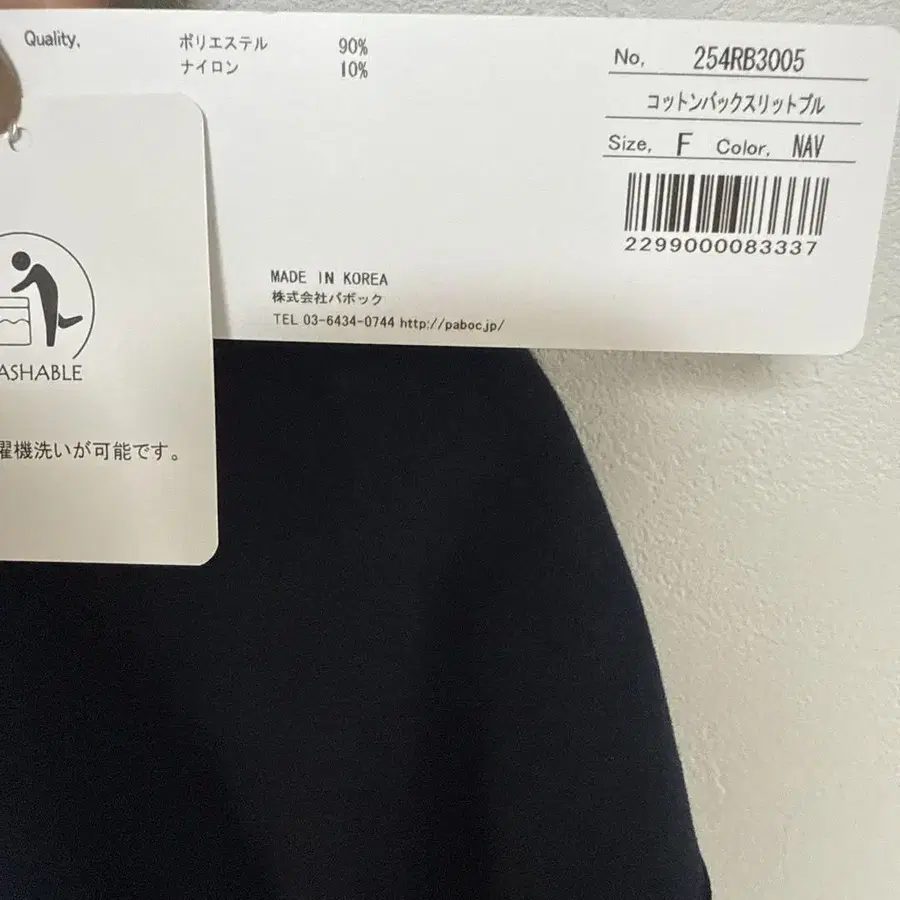 Quality,
ポリエステル 90%
ナイロン 10%
No, 254RB3005
コットンバックスリットプル
Size, F Color, NAV
2299000083337
MADE IN KOREA
株式会社パボック
TEL 03-6434-0744 http://paboc.jp/
ASHABLE
濯機洗いが可能です。